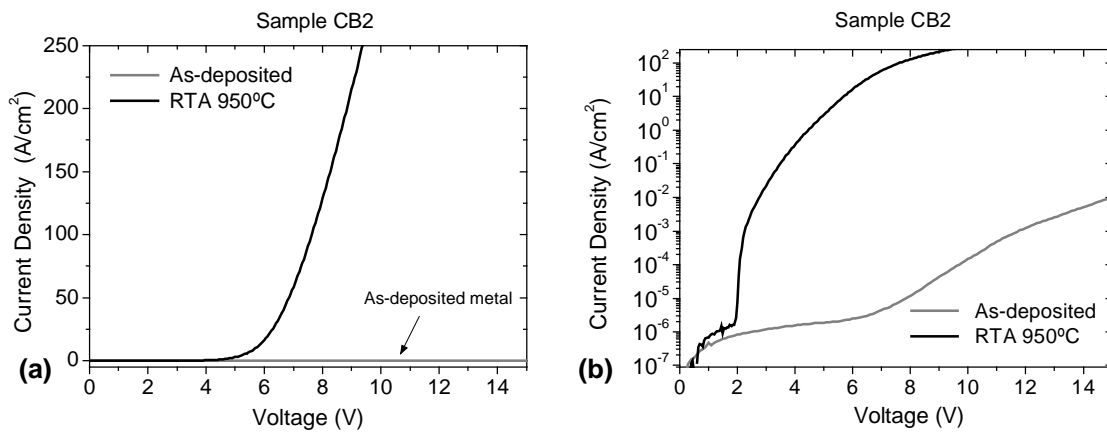 Sample CB2
250
200
150
100
50
0
Current Density (A/cm²)
As-deposited
RTA 950ºC
As-deposited metal
(a)
0 2 4 6 8 10 12 14
Voltage (V)
Sample CB2
10²
10¹
10⁰
10⁻¹
10⁻²
10⁻³
10⁻⁴
10⁻⁵
10⁻⁶
10⁻⁷
Current Density (A/cm²)
As-deposited
RTA 950ºC
(b)
0 2 4 6 8 10 12 14
Voltage (V)